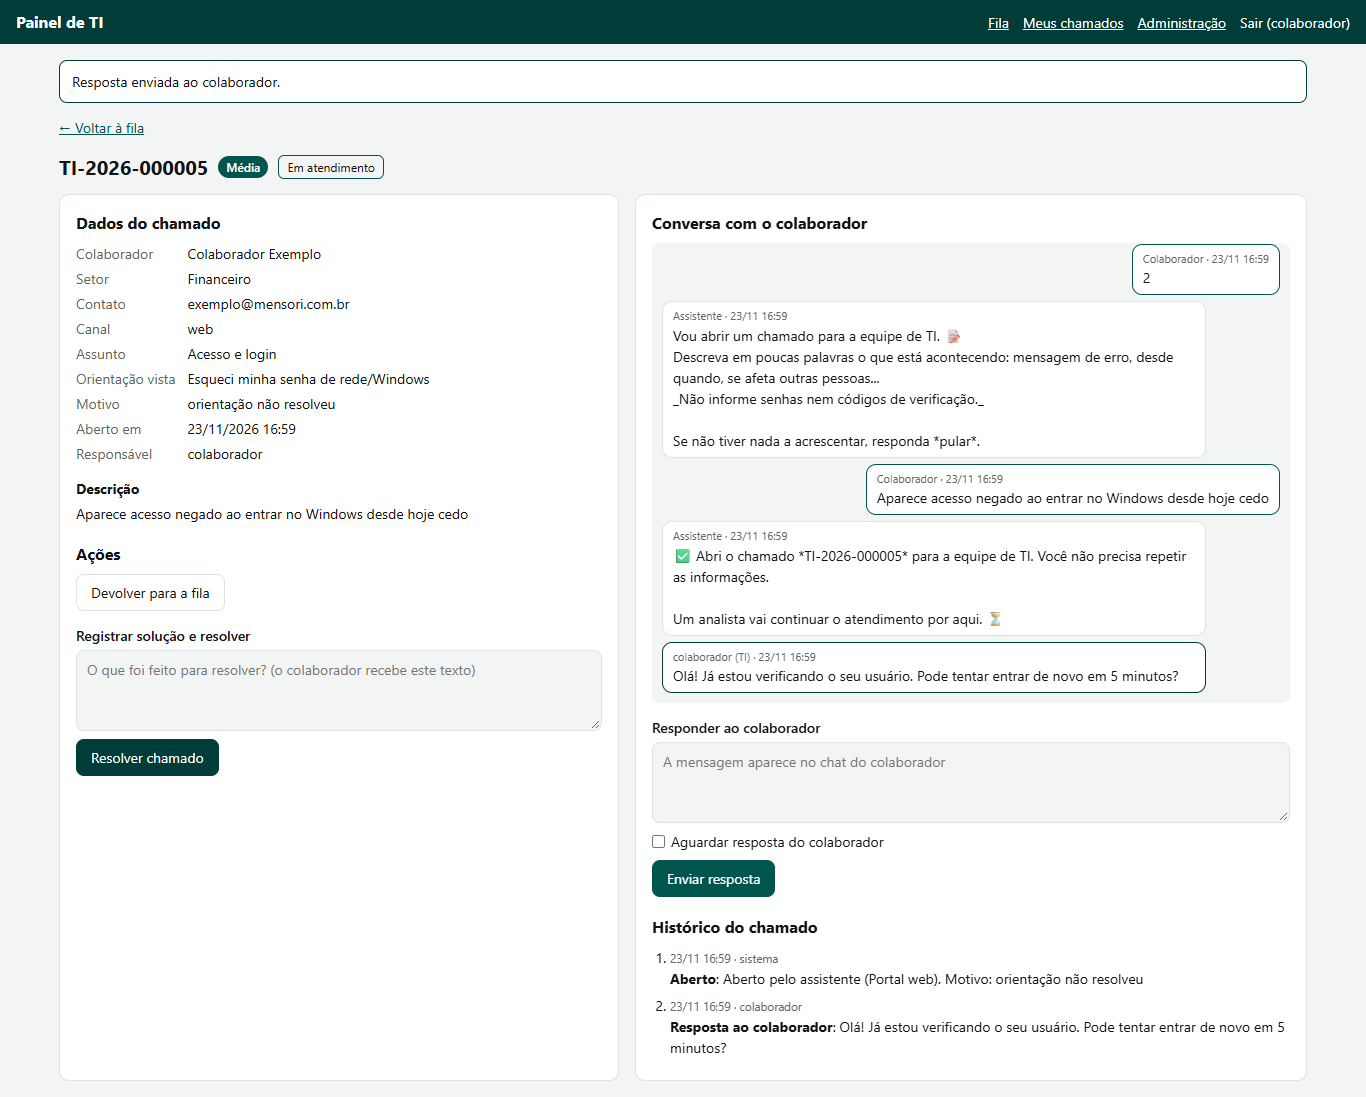 Painel de TI
Fila Meus chamados Administração Sair (colaborador)
Resposta enviada ao colaborador.
← Voltar à fila
TI-2026-000005 Média Em atendimento
Dados do chamado
Colaborador Colaborador Exemplo
Setor Financeiro
Contato exemplo@mensori.com.br
Canal web
Assunto Acesso e login
Orientação vista Esqueci minha senha de rede/Windows
Motivo orientação não resolveu
Aberto em 23/11/2026 16:59
Responsável colaborador
Descrição
Aparece acesso negado ao entrar no Windows desde hoje cedo
Ações
Devolver para a fila
Registrar solução e resolver
O que foi feito para resolver? (o colaborador recebe este texto)
Resolver chamado
Conversa com o colaborador
Colaborador · 23/11 16:59
2
Assistente · 23/11 16:59
Vou abrir um chamado para a equipe de TI. 📝
Descreva em poucas palavras o que está acontecendo: mensagem de erro, desde
quando, se afeta outras pessoas...
_Não informe senhas nem códigos de verificação._
Se não tiver nada a acrescentar, responda *pular*.
Colaborador · 23/11 16:59
Aparece acesso negado ao entrar no Windows desde hoje cedo
Assistente · 23/11 16:59
✅ Abri o chamado *TI-2026-000005* para a equipe de TI. Você não precisa repetir
as informações.
Um analista vai continuar o atendimento por aqui. ⏳
colaborador (TI) · 23/11 16:59
Olá! Já estou verificando o seu usuário. Pode tentar entrar de novo em 5 minutos?
Responder ao colaborador
A mensagem aparece no chat do colaborador
Aguardar resposta do colaborador
Enviar resposta
Histórico do chamado
1. 23/11 16:59 · sistema
Aberto: Aberto pelo assistente (Portal web). Motivo: orientação não resolveu
2. 23/11 16:59 · colaborador
Resposta ao colaborador: Olá! Já estou verificando o seu usuário. Pode tentar entrar de novo em 5
minutos?